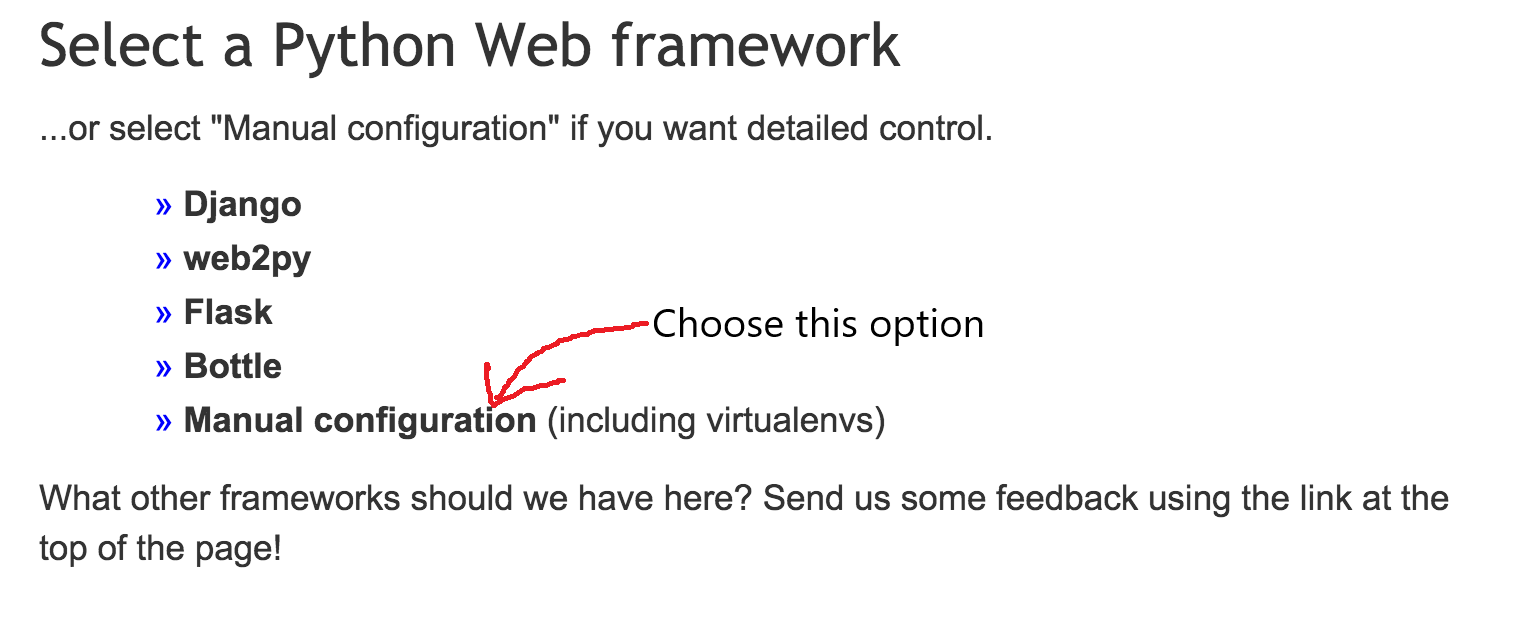 Select a Python Web framework
...or select "Manual configuration" if you want detailed control.
» Django
» web2py
» Flask
Choose this option
» Bottle
» Manual configuration (including virtualenvs)
What other frameworks should we have here? Send us some feedback using the link at the
top of the page!